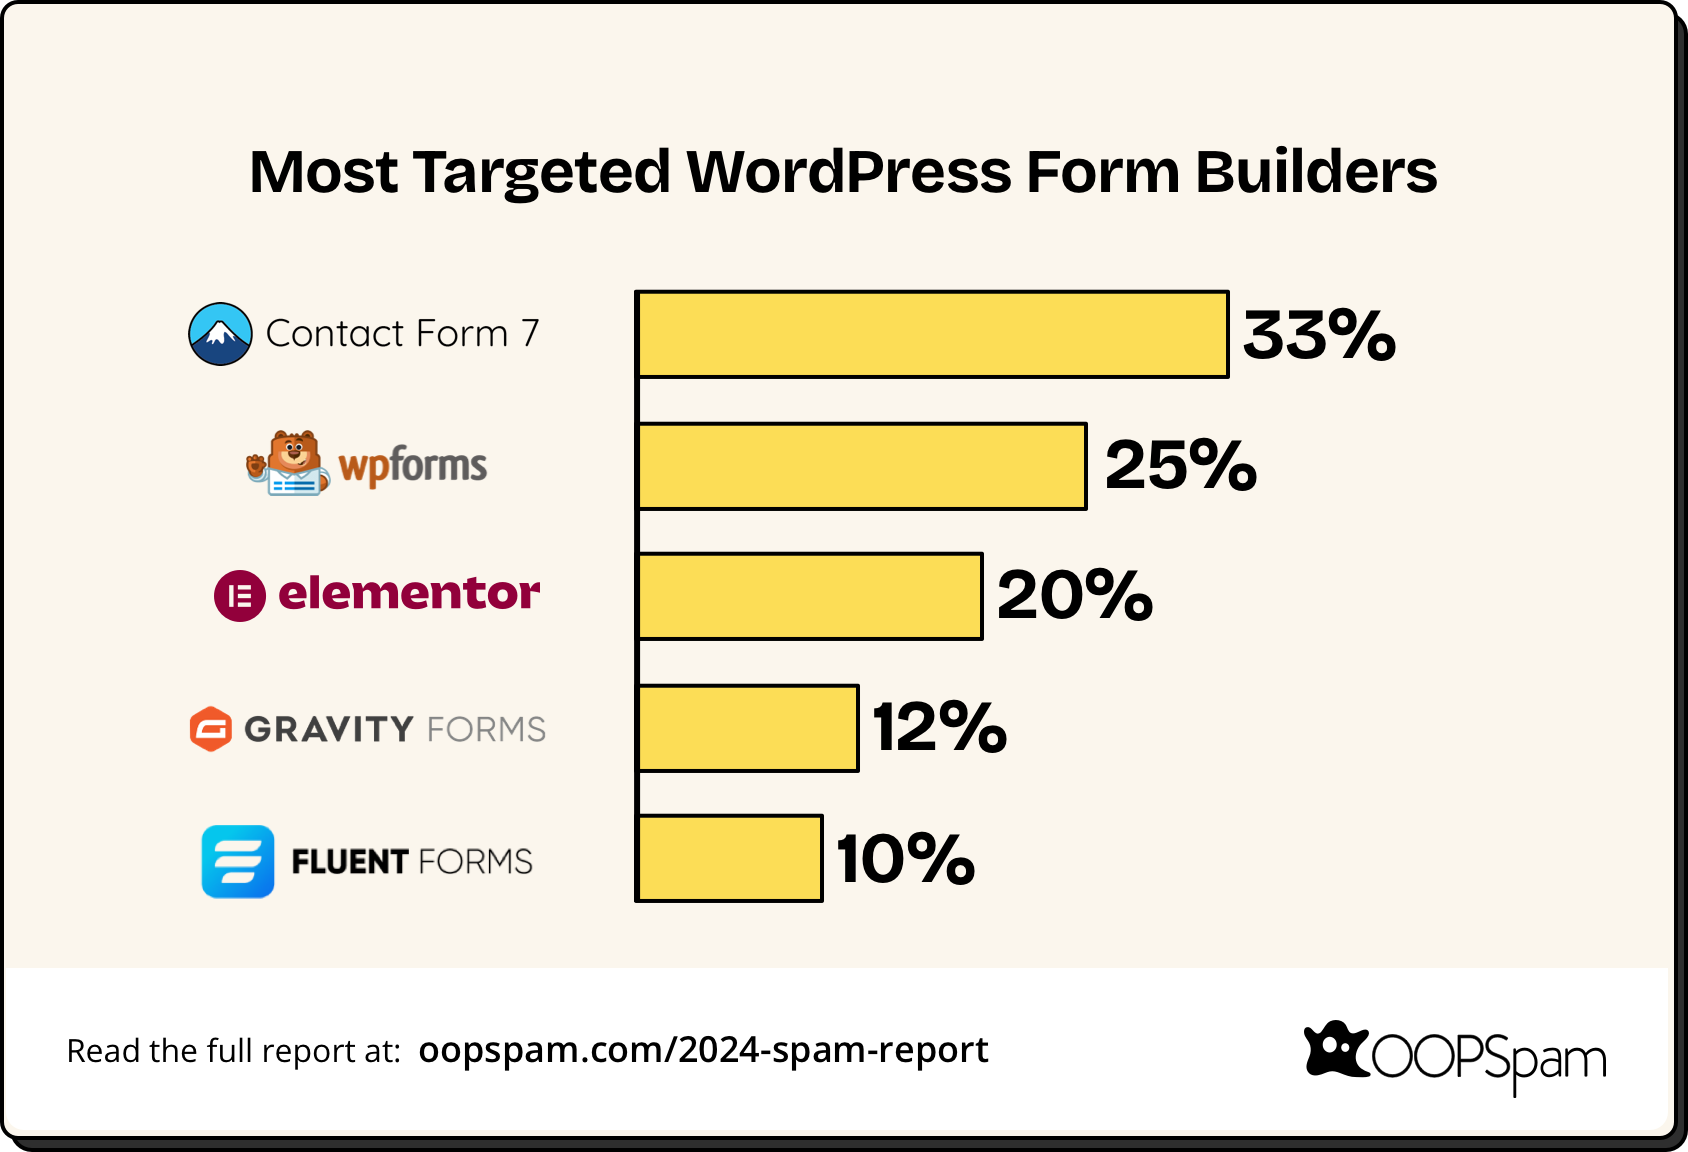 Most Targeted WordPress Form Builders
Contact Form 7
33%
wpforms
25%
elementor
20%
GRAVITY FORMS
12%
FLUENT FORMS
10%
Read the full report at: oopspam.com/2024-spam-report
OOPSpam